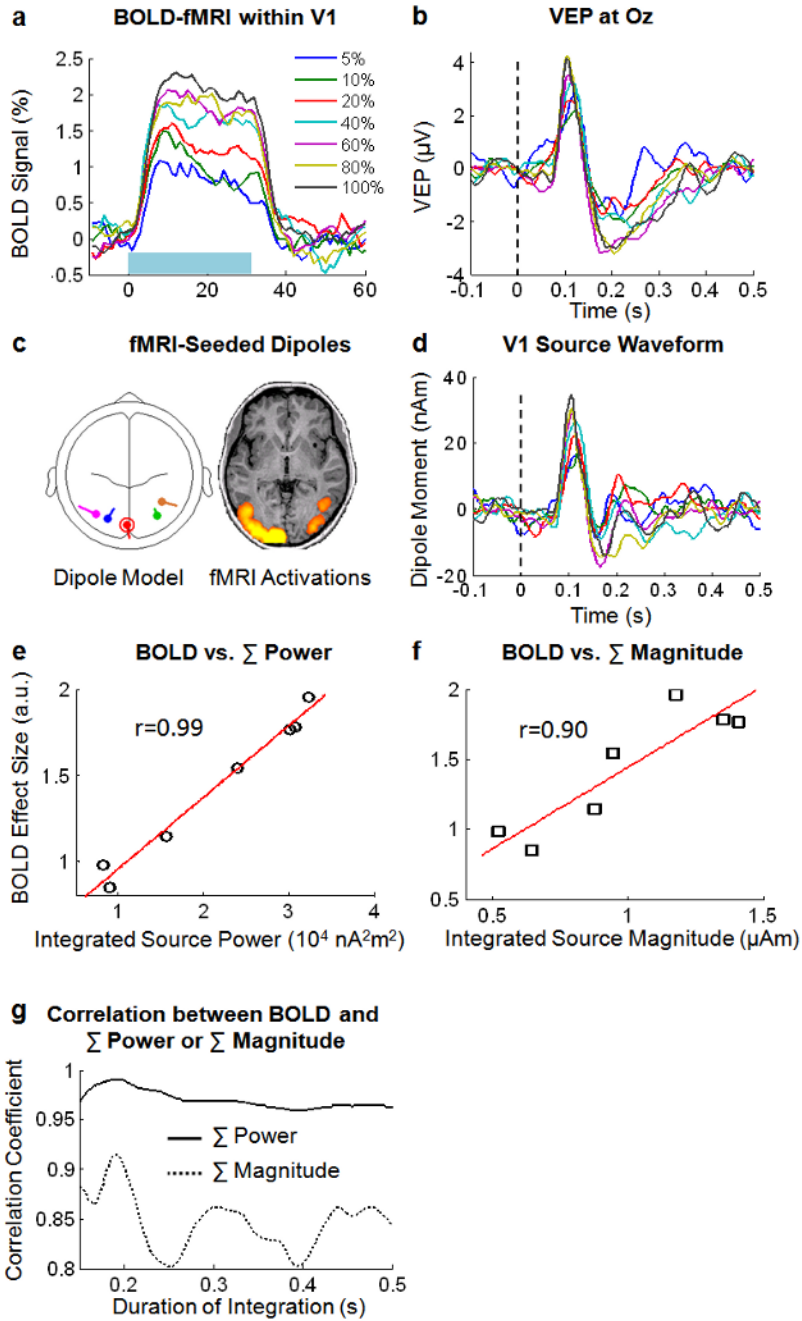 a BOLD-fMRI within V1
BOLD Signal (%)
2.5
2
1.5
1
0.5
0
-0.5
0 20 40 60
5%
10%
20%
40%
60%
80%
100%
b VEP at Oz
VEP (µV)
4
2
0
-2
-4
-0.1 0 0.1 0.2 0.3 0.4 0.5
Time (s)
c fMRI-Seeded Dipoles
Dipole Model fMRI Activations
d V1 Source Waveform
Dipole Moment (nAm)
40
20
0
-20
-0.1 0 0.1 0.2 0.3 0.4 0.5
Time (s)
e BOLD vs. ∑ Power
BOLD Effect Size (a.u.)
2
1.5
1
r=0.99
1 2 3 4
Integrated Source Power (10⁴ nA²m²)
f BOLD vs. ∑ Magnitude
2
1.5
1
0.5
r=0.90
0.5 1 1.5
Integrated Source Magnitude (µAm)
g Correlation between BOLD and
∑ Power or ∑ Magnitude
Correlation Coefficient
1
0.95
0.9
0.85
0.8
∑ Power
∑ Magnitude
0.2 0.3 0.4 0.5
Duration of Integration (s)